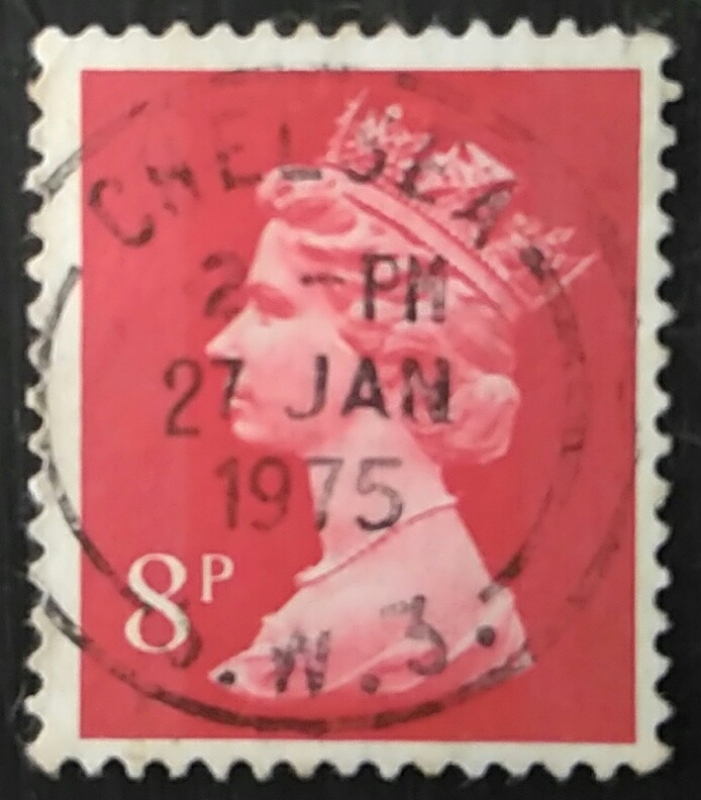 CHELSEA.
2 -PM
27 JAN
1975
8P
S.W.3.